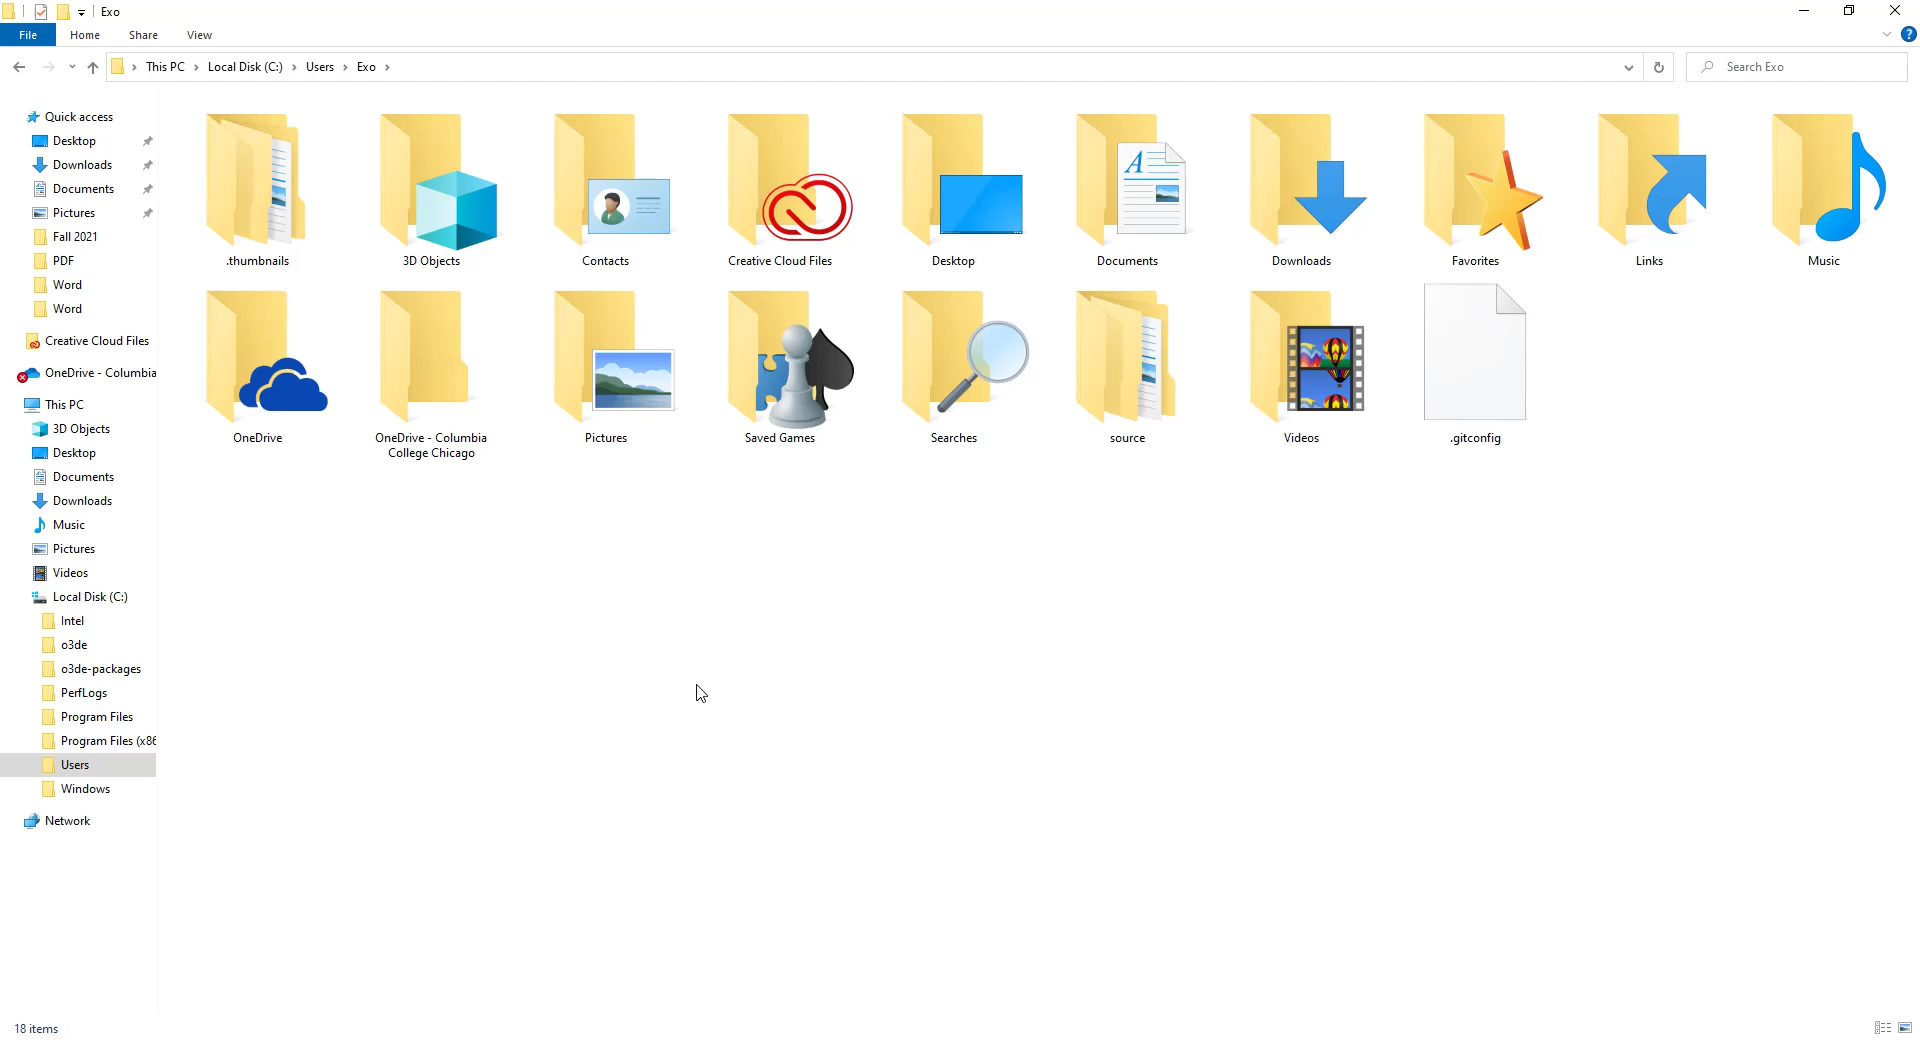 Exo
File Home Share View
This PC Local Disk (C:) Users Exo
Search Exo
Quick access
Desktop
Downloads
Documents
Pictures
Fall 2021
PDF
Word
Word
Creative Cloud Files
OneDrive - Columbia
This PC
3D Objects
Desktop
Documents
Downloads
Music
Pictures
Videos
Local Disk (C:)
Intel
o3de
o3de-packages
PerfLogs
Program Files
Program Files (x86
Users
Windows
Network
.thumbnails 3D Objects Contacts Creative Cloud Files Desktop Documents Downloads Favorites Links Music
OneDrive OneDrive - Columbia Pictures Saved Games Searches source Videos .gitconfig
College Chicago
18 items